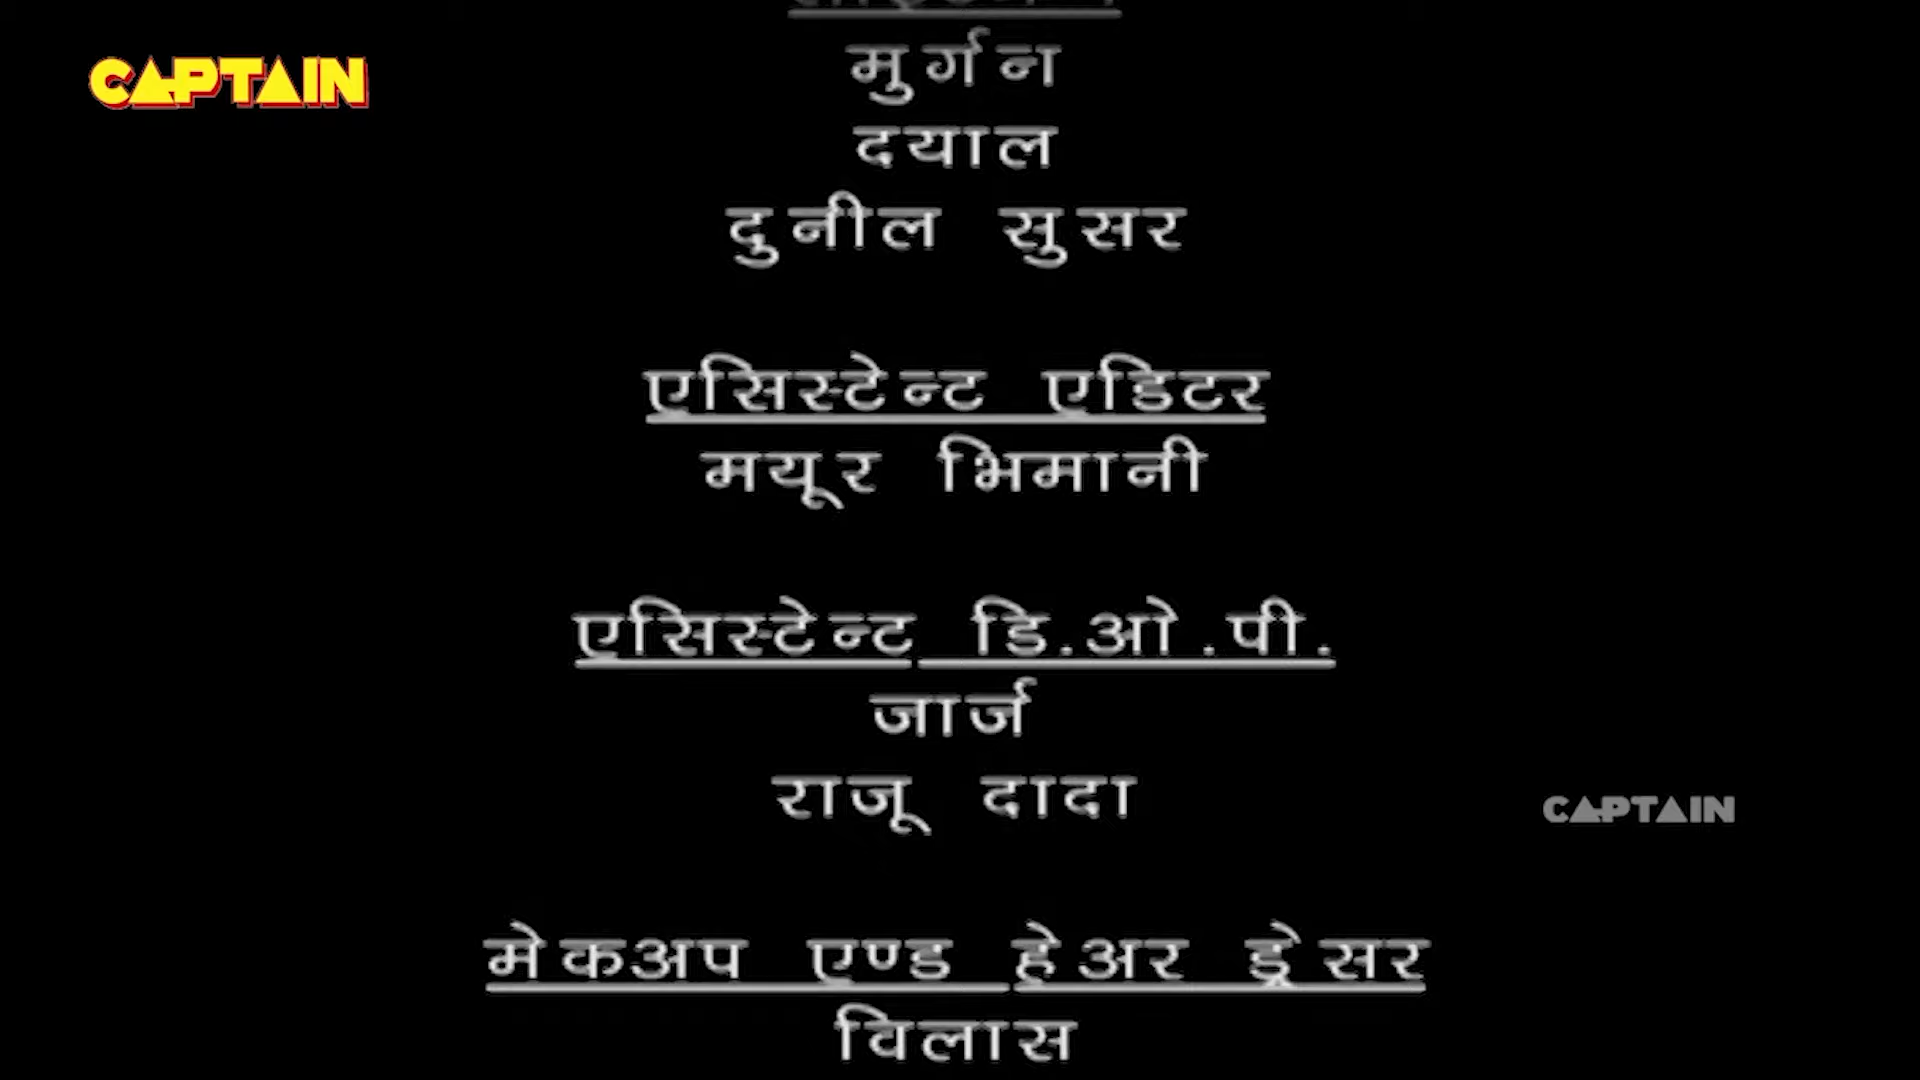 CAPTAIN
मुर्गन
दयाल
दुनील सुसर
एसिस्टेन्ट एडिटर
मयूर भिमानी
एसिस्टेन्ट डि.ओ.पी.
जार्ज
राजू दादा
CAPTAIN
मेकअप एण्ड हेअर ड्रेसर
विलास